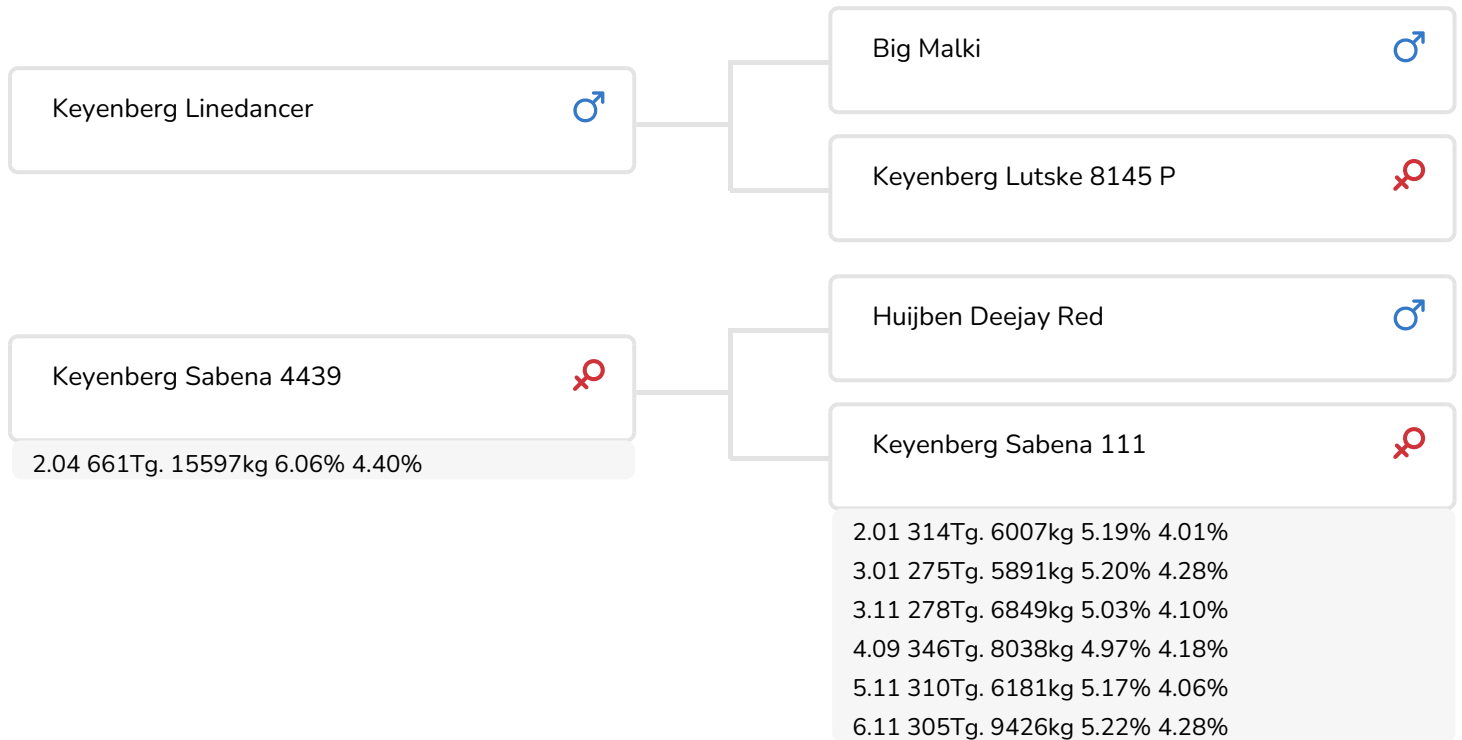 Keyenberg Linedancer
Big Malki
Keyenberg Lutske 8145 P
Keyenberg Sabena 4439
2.04 661Tg. 15597kg 6.06% 4.40%
Huijben Deejay Red
Keyenberg Sabena 111
2.01 314Tg. 6007kg 5.19% 4.01%
3.01 275Tg. 5891kg 5.20% 4.28%
3.11 278Tg. 6849kg 5.03% 4.10%
4.09 346Tg. 8038kg 4.97% 4.18%
5.11 310Tg. 6181kg 5.17% 4.06%
6.11 305Tg. 9426kg 5.22% 4.28%